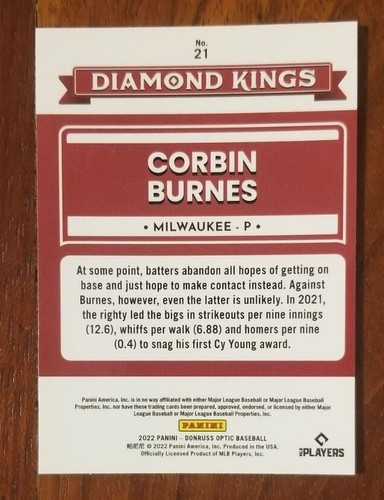 No.
21
DIAMOND KINGS
CORBIN
BURNES
• MILWAUKEE - P •
At some point, batters abandon all hopes of getting on
base and just hope to make contact instead. Against
Burnes, however, even the latter is unlikely. In 2021,
the righty led the bigs in strikeouts per nine innings
(12.6), whiffs per walk (6.88) and homers per nine
(0.4) to snag his first Cy Young award.
Panini America, Inc. is in no way affiliated with either Major League Baseball or Major League Baseball
Properties, Inc. nor have these trading cards been prepared, approved, endorsed, or licensed by either Major
League Baseball or Major League Baseball Properties, Inc.
PANINI
2022 PANINI - DONRUSS OPTIC BASEBALL
帕尼尼 © 2022 Panini America, Inc. Produced in the USA.
Officially Licensed Product of MLB Players, Inc.
MLB PLAYERS